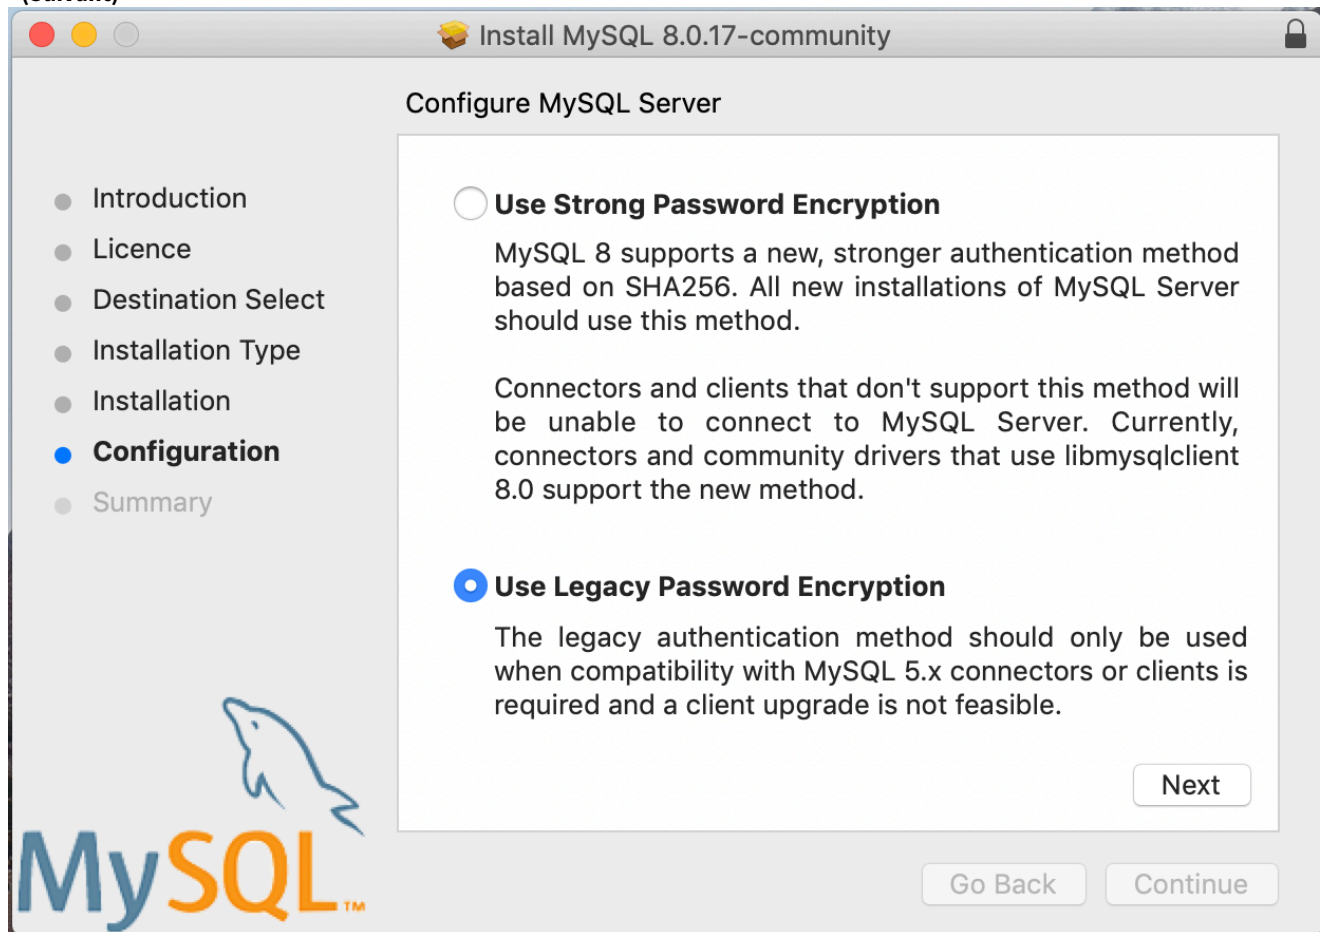 (Suivant)
Install MySQL 8.0.17-community
Configure MySQL Server
Introduction
Licence
Destination Select
Installation Type
Installation
Configuration
Summary
Use Strong Password Encryption
MySQL 8 supports a new, stronger authentication method
based on SHA256. All new installations of MySQL Server
should use this method.
Connectors and clients that don't support this method will
be unable to connect to MySQL Server. Currently,
connectors and community drivers that use libmysqlclient
8.0 support the new method.
Use Legacy Password Encryption
The legacy authentication method should only be used
when compatibility with MySQL 5.x connectors or clients is
required and a client upgrade is not feasible.
Next
MySQL™
Go Back
Continue